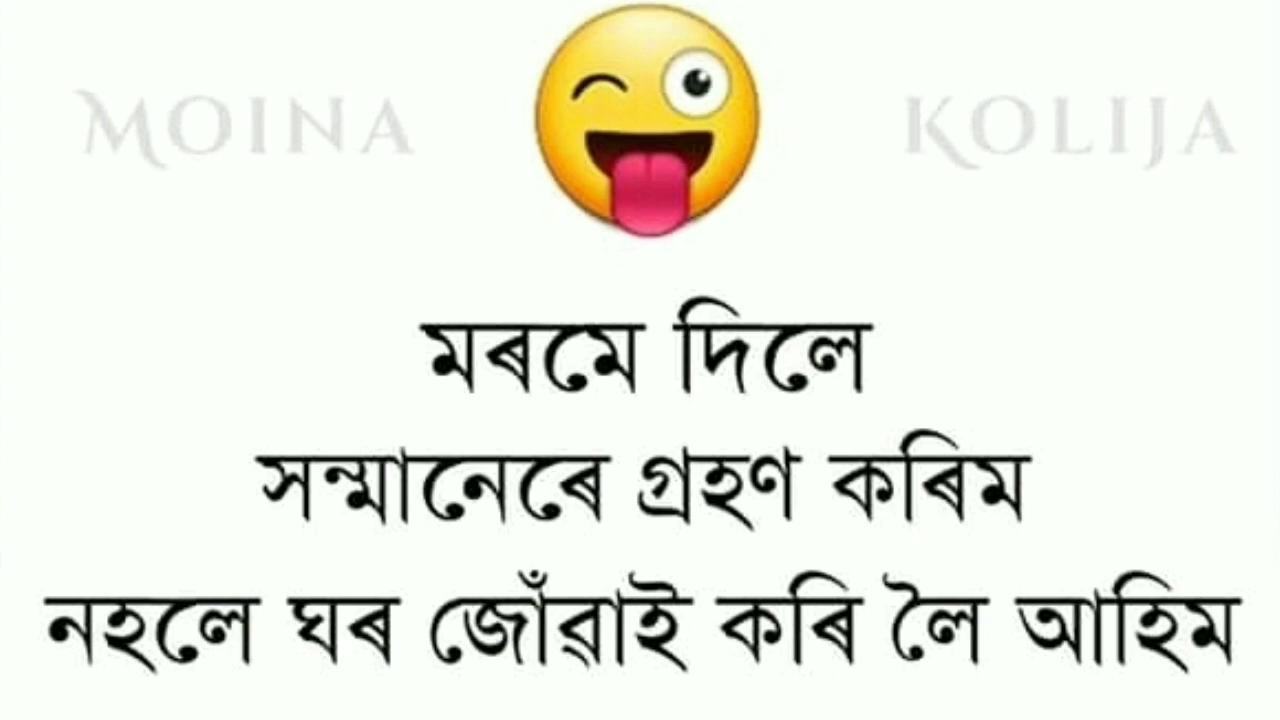 MOINA KOLIJA
মৰমে দিলে
সন্মানেৰে গ্ৰহণ কৰিম
নহলে ঘৰ জোঁৱাই কৰি লৈ আহিম